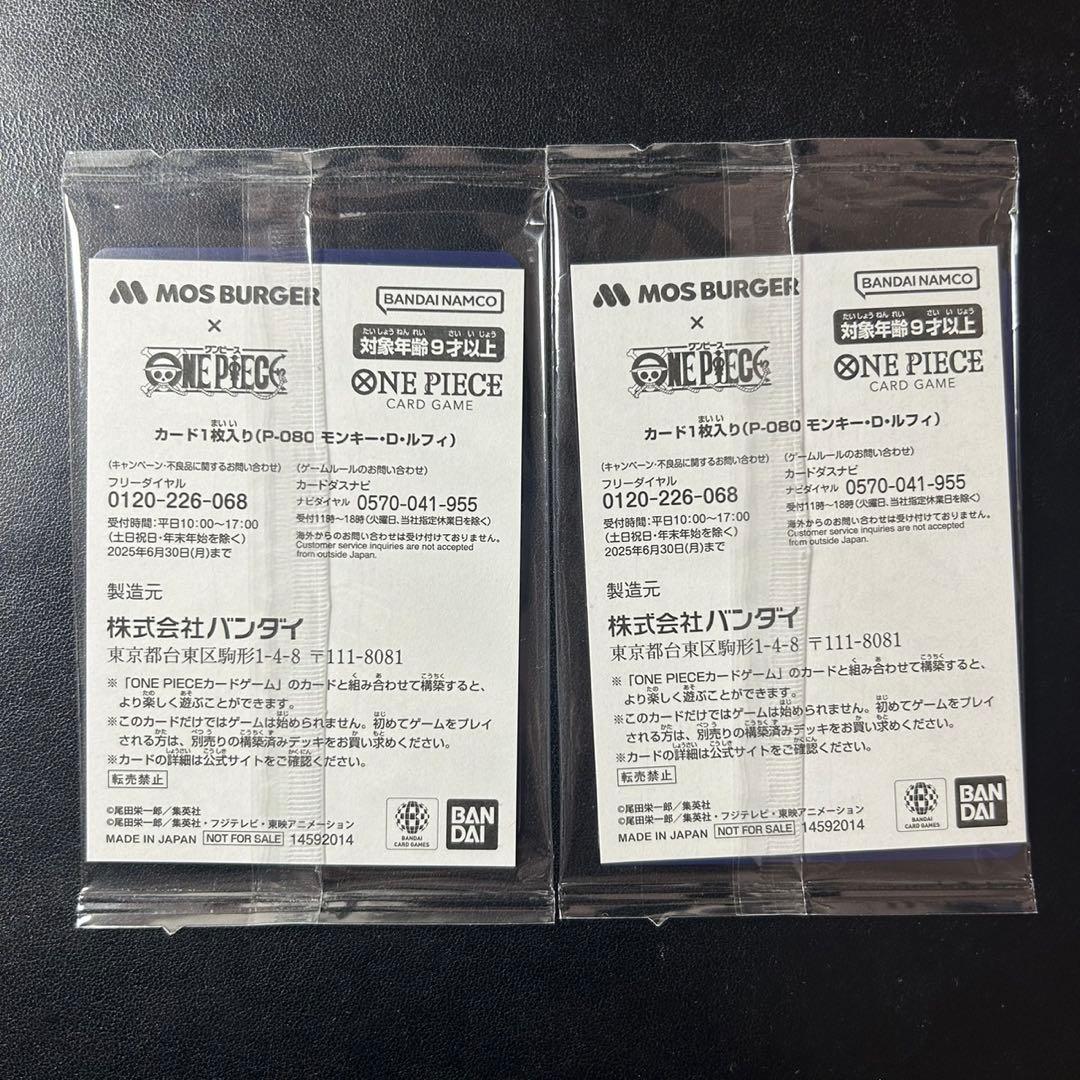 MOS BURGER
×
ワンピース
ONE PIECE
BANDAI NAMCO
たいしょうねんれい さいいじょう
対象年齢9才以上
ONE PIECE
CARD GAME
まいい
カード1枚入り(P-080 モンキー・D・ルフィ)
(キャンペーン・不良品に関するお問い合わせ)
フリーダイヤル
0120-226-068
受付時間:平日10:00〜17:00
(土日祝日・年末年始を除く)
2025年6月30日(月)まで
(ゲームルールのお問い合わせ)
カードダスナビ
ナビダイヤル 0570-041-955
受付11時〜18時(火曜日、当社指定休業日を除く)
海外からのお問い合わせは受け付けておりません。
Customer service inquiries are not accepted
from outside Japan.
製造元
株式会社バンダイ
東京都台東区駒形1-4-8 〒111-8081
※「ONE PIECEカードゲーム」のカードと組み合わせて構築すると、
より楽しく遊ぶことができます。
※このカードだけではゲームは始められません。初めてゲームをプレイ
される方は、別売りの構築済みデッキをお買い求めください。
※カードの詳細は公式サイトをご確認ください。
転売禁止
©尾田栄一郎/集英社
©尾田栄一郎/集英社・フジテレビ・東映アニメーション
MADE IN JAPAN NOT FOR SALE 14592014
BANDAI
CARD GAMES
BAN
DAI
MOS BURGER
×
ワンピース
ONE PIECE
BANDAI NAMCO
たいしょうねんれい さいいじょう
対象年齢9才以上
ONE PIECE
CARD GAME
まいい
カード1枚入り(P-080 モンキー・D・ルフィ)
(キャンペーン・不良品に関するお問い合わせ)
フリーダイヤル
0120-226-068
受付時間:平日10:00〜17:00
(土日祝日・年末年始を除く)
2025年6月30日(月)まで
(ゲームルールのお問い合わせ)
カードダスナビ
ナビダイヤル 0570-041-955
受付11時〜18時(火曜日、当社指定休業日を除く)
海外からのお問い合わせは受け付けておりません。
Customer service inquiries are not accepted
from outside Japan.
製造元
株式会社バンダイ
東京都台東区駒形1-4-8 〒111-8081
※「ONE PIECEカードゲーム」のカードと組み合わせて構築すると、
より楽しく遊ぶことができます。
※このカードだけではゲームは始められません。初めてゲームをプレイ
される方は、別売りの構築済みデッキをお買い求めください。
※カードの詳細は公式サイトをご確認ください。
転売禁止
©尾田栄一郎/集英社
©尾田栄一郎/集英社・フジテレビ・東映アニメーション
MADE IN JAPAN NOT FOR SALE 14592014
BANDAI
CARD GAMES
BAN
DAI